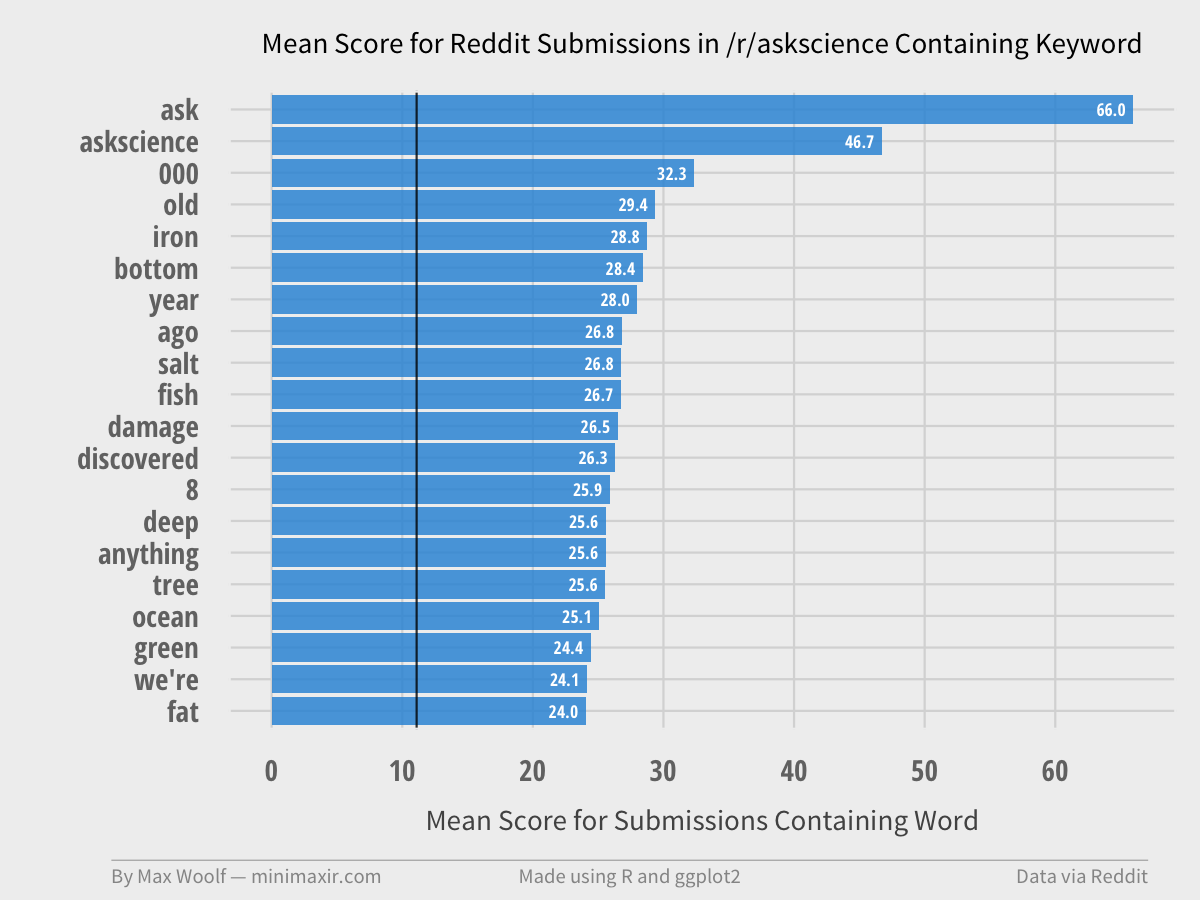 Mean Score for Reddit Submissions in /r/askscience Containing Keyword
ask 66.0
askscience 46.7
000 32.3
old 29.4
iron 28.8
bottom 28.4
year 28.0
ago 26.8
salt 26.8
fish 26.7
damage 26.5
discovered 26.3
8 25.9
deep 25.6
anything 25.6
tree 25.6
ocean 25.1
green 24.4
we're 24.1
fat 24.0
0 10 20 30 40 50 60
Mean Score for Submissions Containing Word
By Max Woolf — minimaxir.com Made using R and ggplot2 Data via Reddit